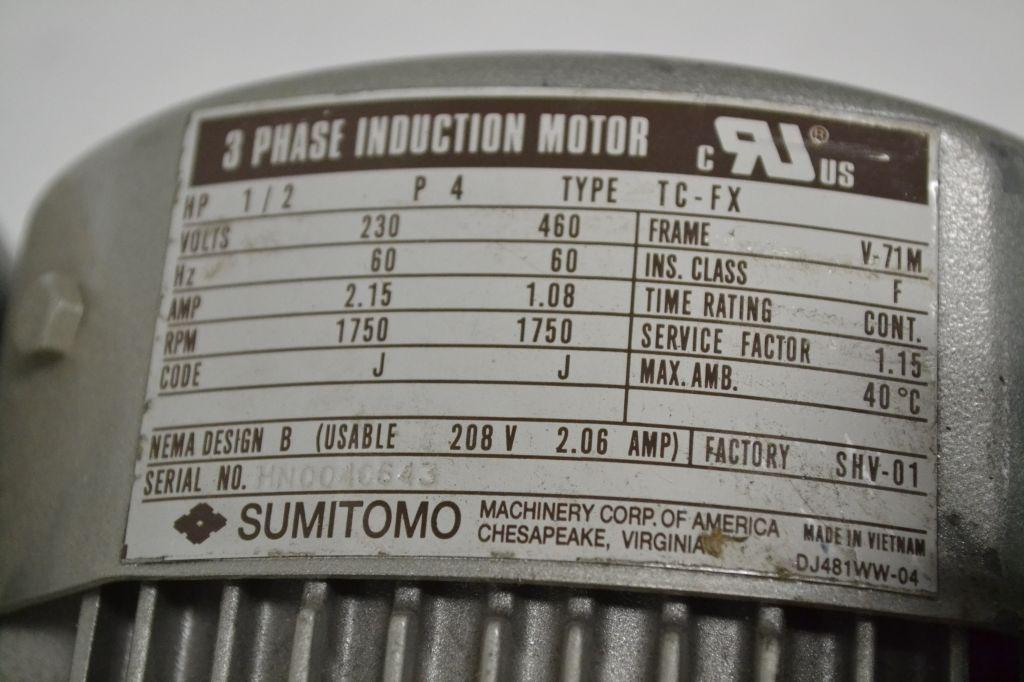 3 PHASE INDUCTION MOTOR c RU ® US
HP 1/2 P 4 TYPE TC-FX
VOLTS 230 460 FRAME V-71M
Hz 60 60 INS. CLASS F
AMP 2.15 1.08 TIME RATING CONT.
RPM 1750 1750 SERVICE FACTOR 1.15
CODE J J MAX. AMB. 40°C
NEMA DESIGN B (USABLE 208 V 2.06 AMP) FACTORY SHV-01
SERIAL NO.
SUMITOMO MACHINERY CORP. OF AMERICA
CHESAPEAKE, VIRGINIA MADE IN VIETNAM
DJ481WW-04